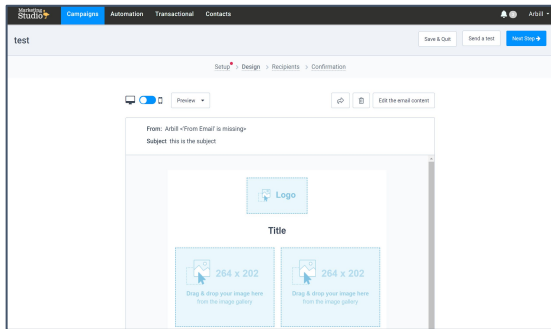 Marketing
Studio
Campaigns Automation Transactional Contacts Arbill
test Save & Quit Send a test Next Step →
Setup > Design > Recipients > Confirmation
Preview Edit the email content
From: Arbill <'From Email' is missing>
Subject this is the subject
Logo
Title
264 x 202 264 x 202
Drag & drop your image here Drag & drop your image here
from the image gallery from the image gallery